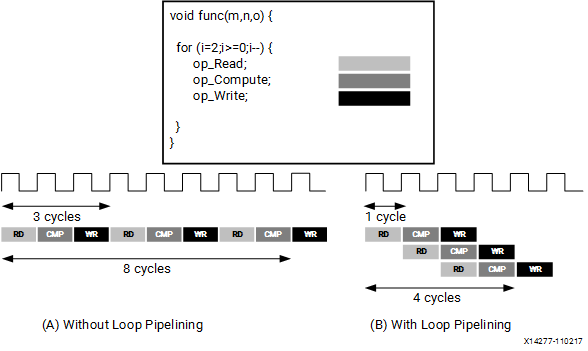 void func(m,n,o) {
for (i=2;i>=0;i--) {
op_Read;
op_Compute;
op_Write;
}
}
3 cycles
RD CMP WR RD CMP WR RD CMP WR
8 cycles
(A) Without Loop Pipelining
1 cycle
RD CMP WR
RD CMP WR
RD CMP WR
4 cycles
(B) With Loop Pipelining
X14277-110217